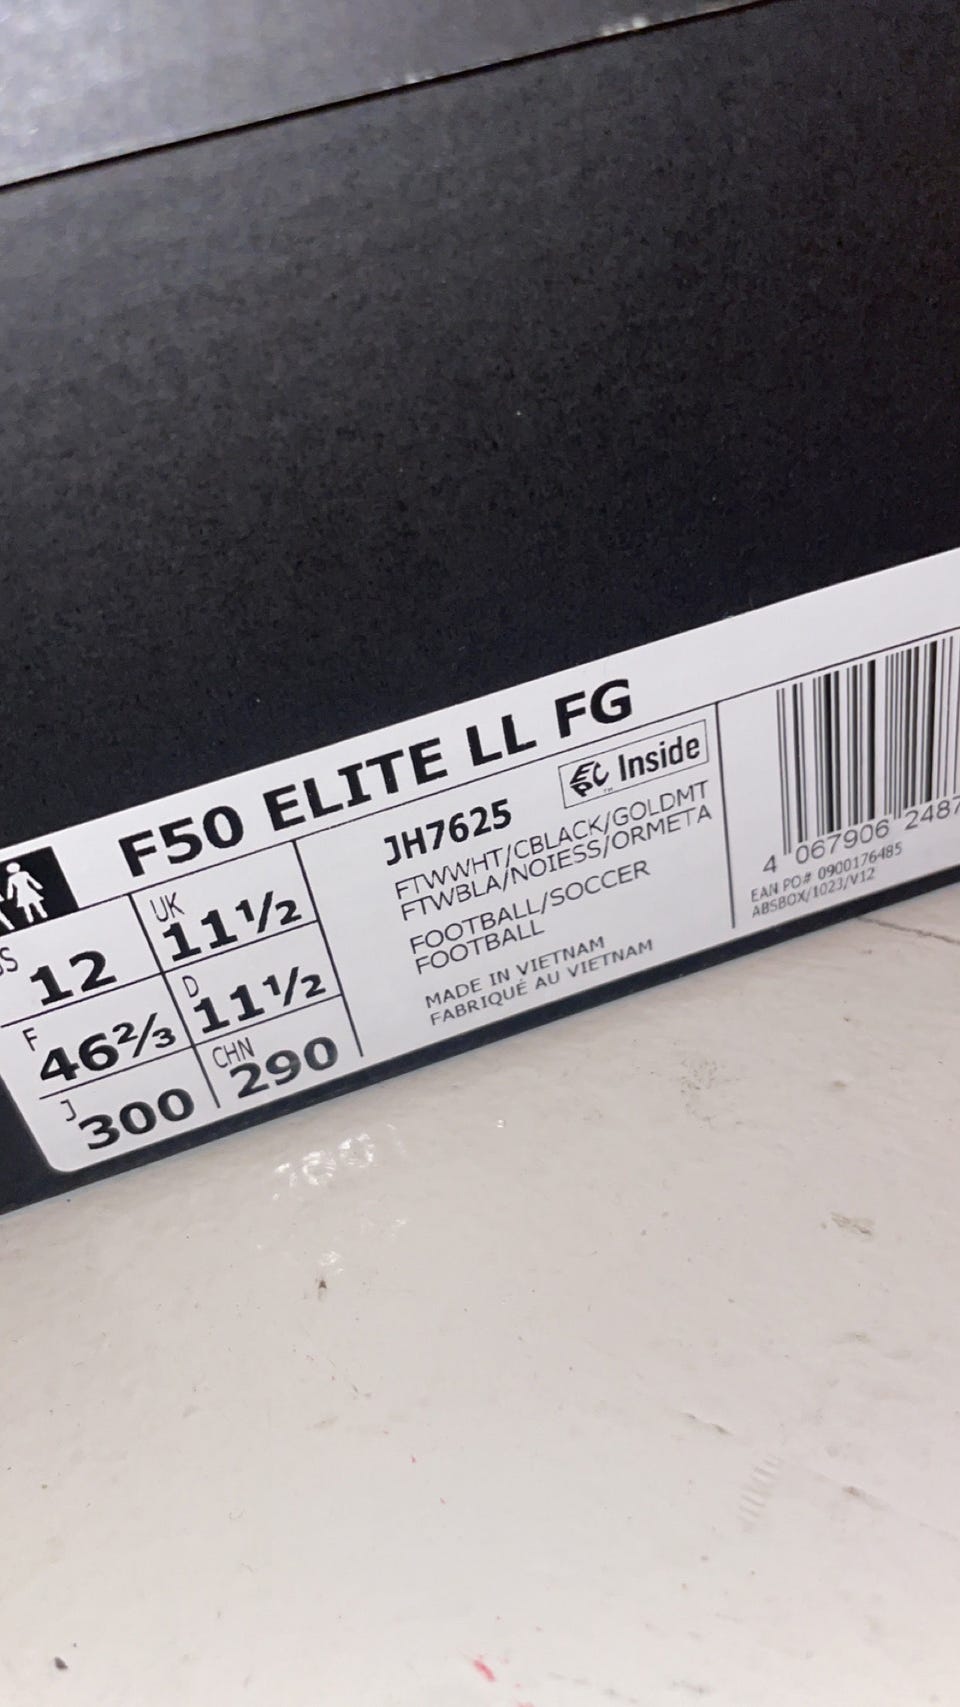 F50 ELITE LL FG
US 12
UK 11½
F 46⅔
D 11½
J 300
CHN 290
JH7625
EPC™ Inside
FTWWHT/CBLACK/GOLDMT
FTWBLA/NOIESS/ORMETA
FOOTBALL/SOCCER
FOOTBALL
MADE IN VIETNAM
FABRIQUÉ AU VIETNAM
4 067906 2487
EAN PO# 0900176485
ABSBOX/1023/V12